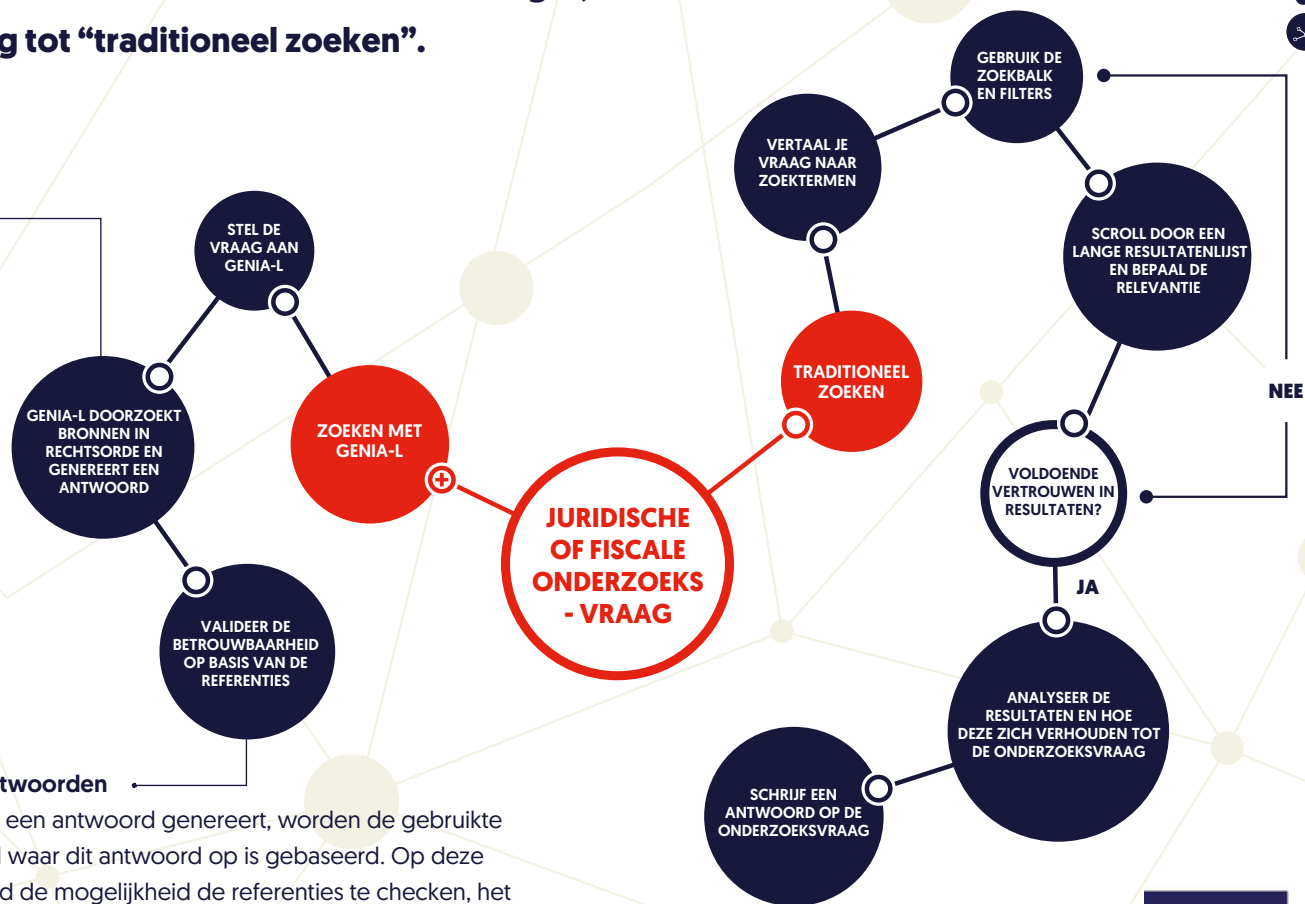 g tot “traditioneel zoeken”.
GEBRUIK DE
ZOEKBALK
EN FILTERS
VERTAAL JE
VRAAG NAAR
ZOEKTERMEN
STEL DE
VRAAG AAN
GENIA-L
SCROLL DOOR EEN
LANGE RESULTATENLIJST
EN BEPAAL DE
RELEVANTIE
TRADITIONEEL
ZOEKEN
NEE
GENIA-L DOORZOEKT
BRONNEN IN
RECHTSORDE EN
GENEREERT EEN
ANTWOORD
ZOEKEN MET
GENIA-L
VOLDOENDE
VERTROUWEN IN
RESULTATEN?
JURIDISCHE
OF FISCALE
ONDERZOEKS
- VRAAG
JA
VALIDEER DE
BETROUWBAARHEID
OP BASIS VAN DE
REFERENTIES
ANALYSEER DE
RESULTATEN EN HOE
DEZE ZICH VERHOUDEN TOT
DE ONDERZOEKSVRAAG
SCHRIJF EEN
ANTWOORD OP DE
ONDERZOEKSVRAAG
twoorden
een antwoord genereert, worden de gebruikte
waar dit antwoord op is gebaseerd. Op deze
d de mogelijkheid de referenties te checken, het